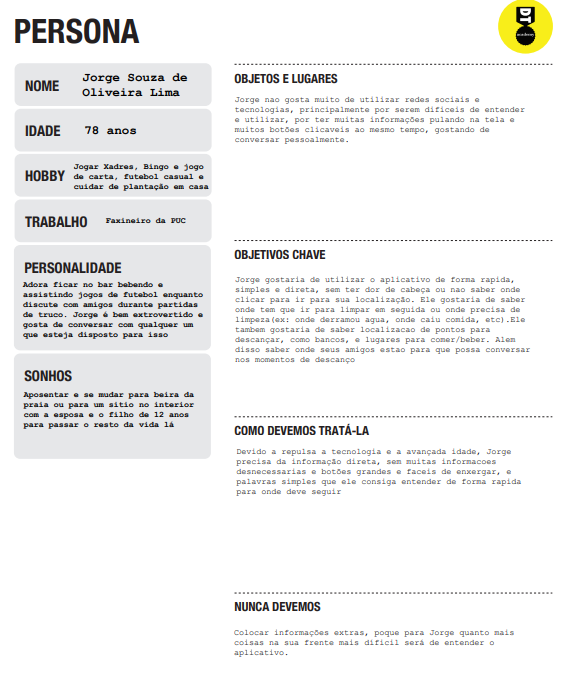 PERSONA
DT
academy
NOME
Jorge Souza de
Oliveira Lima
IDADE
78 anos
HOBBY
Jogar Xadres, Bingo e jogo
de carta, futebol casual e
cuidar de plantação em casa
TRABALHO
Faxineiro da PUC
PERSONALIDADE
Adora ficar no bar bebendo e
assistindo jogos de futebol enquanto
discute com amigos durante partidas
de truco. Jorge é bem extrovertido e
gosta de conversar com qualquer um
que esteja disposto para isso
SONHOS
Aposentar e se mudar para beira da
praia ou para um sitio no interior
com a esposa e o filho de 12 anos
para passar o resto da vida lá
OBJETOS E LUGARES
Jorge nao gosta muito de utilizar redes sociais e
tecnologias, principalmente por serem dificeis de entender
e utilizar, por ter muitas informações pulando na tela e
muitos botões clicaveis ao mesmo tempo, gostando de
conversar pessoalmente.
OBJETIVOS CHAVE
Jorge gostaria de utilizar o aplicativo de forma rapida,
simples e direta, sem ter dor de cabeça ou nao saber onde
clicar para ir para sua localização. Ele gostaria de saber
onde tem que ir para limpar em seguida ou onde precisa de
limpeza(ex: onde derramou agua, onde caiu comida, etc).Ele
tambem gostaria de saber localizacao de pontos para
descançar, como bancos, e lugares para comer/beber. Alem
disso saber onde seus amigos estao para que possa conversar
nos momentos de descanço
COMO DEVEMOS TRATÁ-LA
Devido a repulsa a tecnologia e a avançada idade, Jorge
precisa da informação direta, sem muitas informacoes
desnecessarias e botões grandes e faceis de enxergar, e
palavras simples que ele consiga entender de forma rapida
para onde deve seguir
NUNCA DEVEMOS
Colocar informações extras, poque para Jorge quanto mais
coisas na sua frente mais dificil será de entender o
aplicativo.